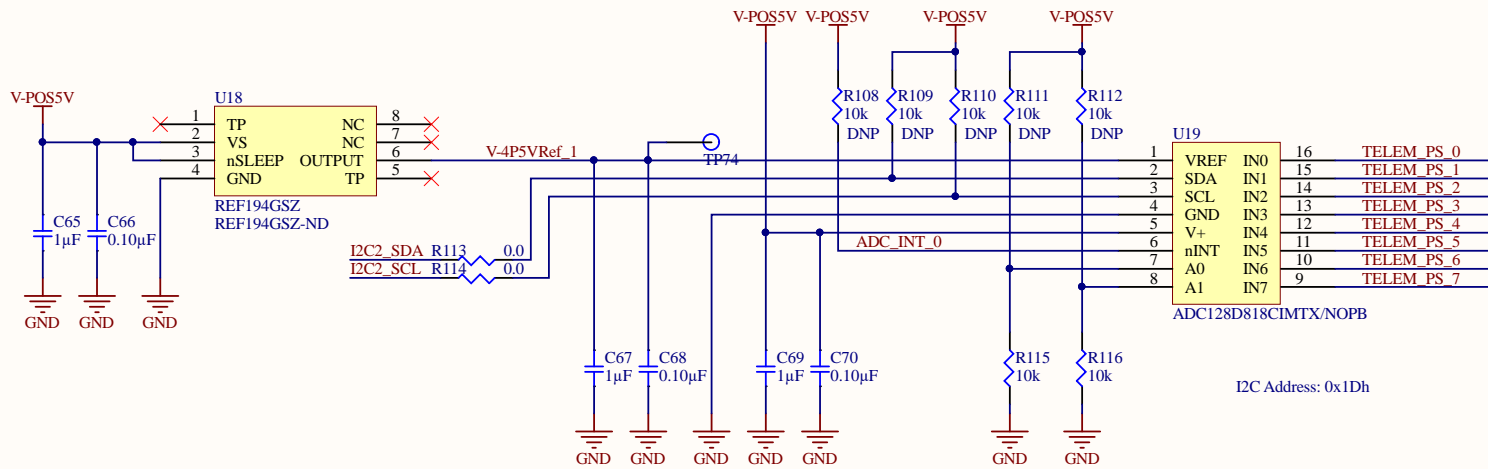 V-POS5V V-POS5V V-POS5V V-POS5V
V-POS5V
U18
1 TP NC 8
2 VS NC 7
3 nSLEEP OUTPUT 6
4 GND TP 5
REF194GSZ
REF194GSZ-ND
C65
1µF
C66
0.10µF
GND GND GND
V-4P5VRef_1
TP74
I2C2_SDA R113 0.0
I2C2_SCL R114 0.0
R108
10k
R109
10k
DNP
R110
10k
DNP
R111
10k
DNP
R112
10k
DNP
ADC_INT_0
U19
1 VREF IN0 16 TELEM_PS_0
2 SDA IN1 15 TELEM_PS_1
3 SCL IN2 14 TELEM_PS_2
4 GND IN3 13 TELEM_PS_3
5 V+ IN4 12 TELEM_PS_4
6 nINT IN5 11 TELEM_PS_5
7 A0 IN6 10 TELEM_PS_6
8 A1 IN7 9 TELEM_PS_7
ADC128D818CIMTX/NOPB
C67
1µF
C68
0.10µF
C69
1µF
C70
0.10µF
R115
10k
R116
10k
I2C Address: 0x1Dh
GND GND GND GND GND GND GND